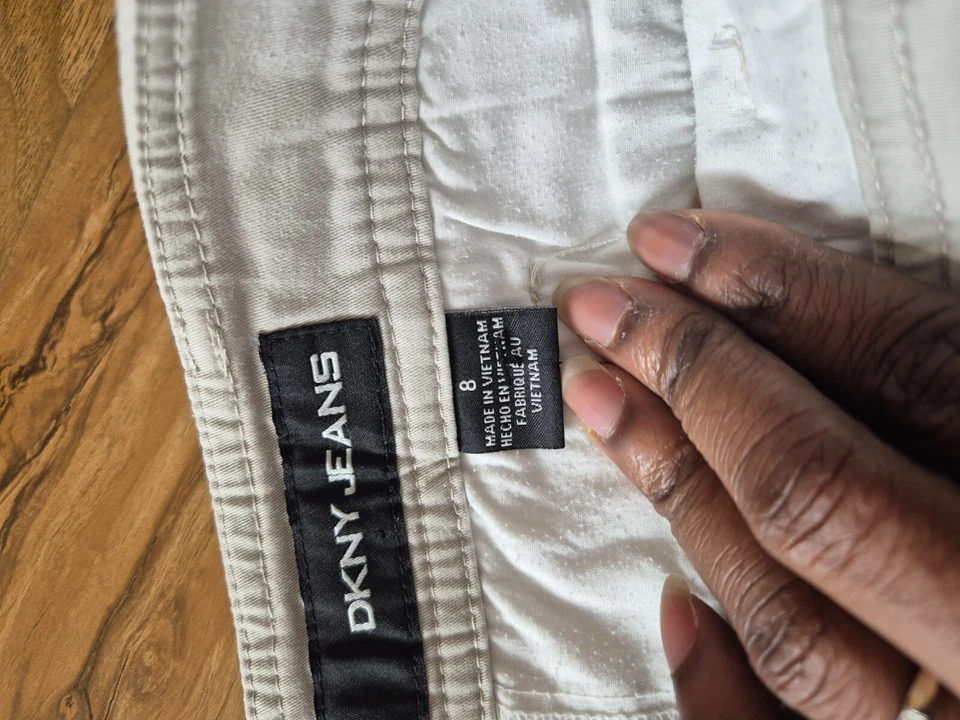 DKNY JEANS
8
MADE IN VIETNAM
HECHO EN VIETNAM
FABRIQUÉ AU
VIETNAM